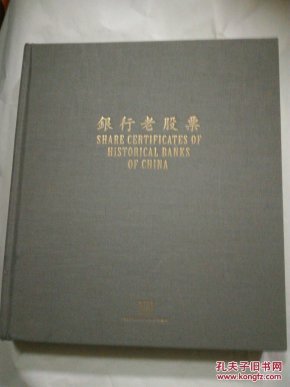 銀行老股票
SHARE CERTIFICATES OF
HISTORICAL BANKS
OF CHINA
孔夫子旧书网
www.kongfz.com